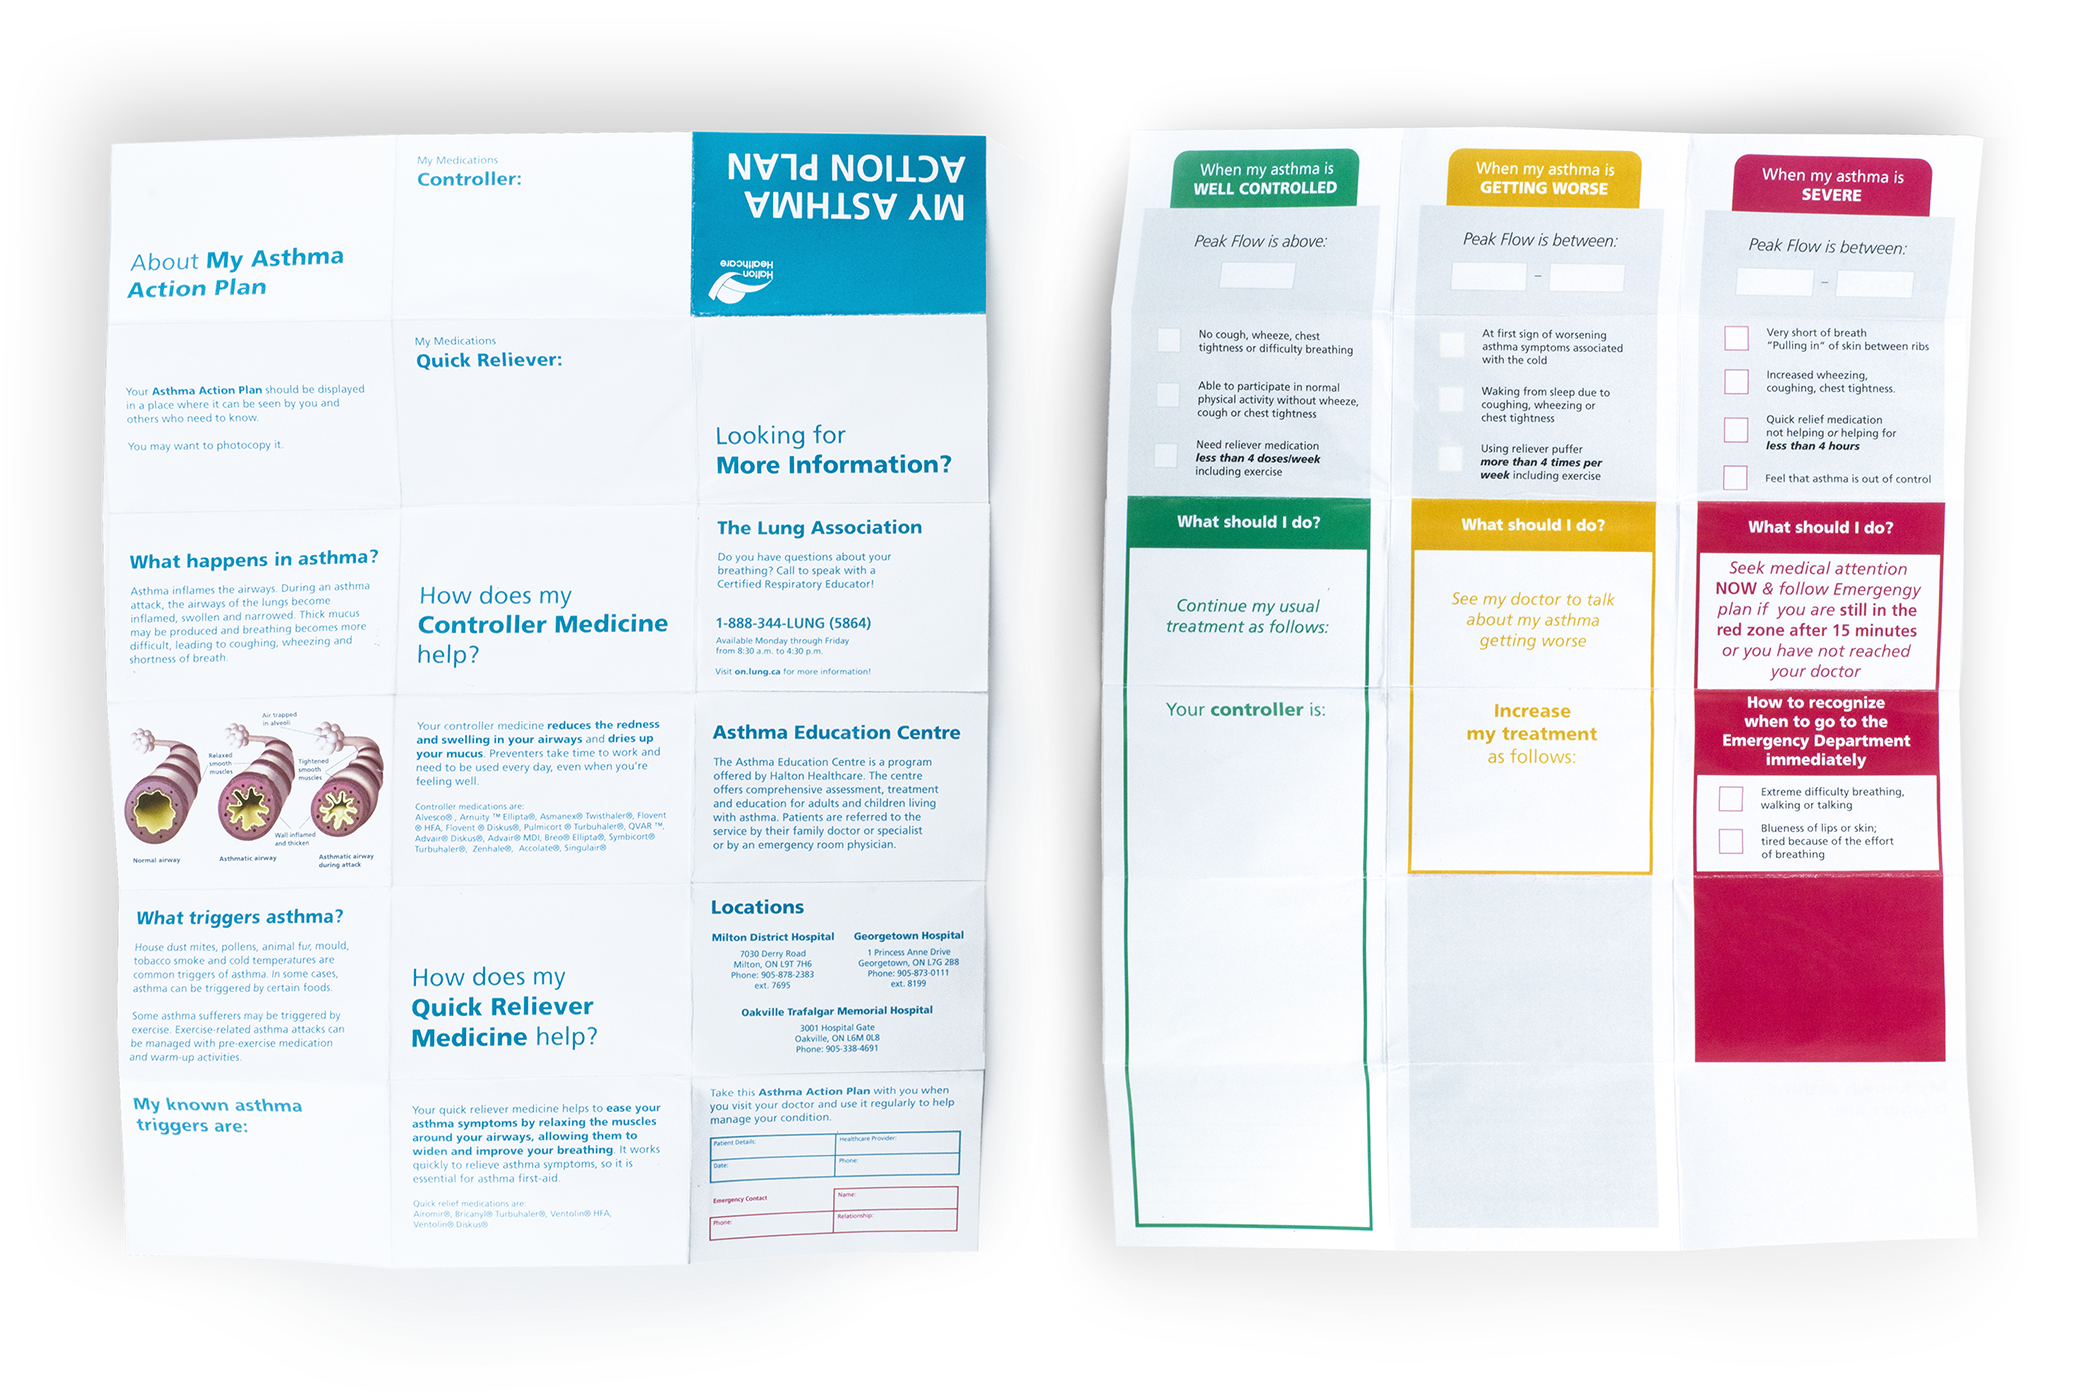 About My Asthma
Action Plan
Your Asthma Action Plan should be displayed
in a place where it can be seen by you and
others who need to know.
You may want to photocopy it.
What happens in asthma?
Asthma inflames the airways. During an asthma
attack, the airways of the lungs become
inflamed, swollen and narrowed. Thick mucus
may be produced and breathing becomes more
difficult, leading to coughing, wheezing and
shortness of breath.
Air trapped
in alveoli
Relaxed
smooth
muscles
Tightened
smooth
muscles
Wall inflamed
and thicken
Normal airway
Asthmatic airway
Asthmatic airway
during attack
What triggers asthma?
House dust mites, pollens, animal fur, mould,
tobacco smoke and cold temperatures are
common triggers of asthma. In some cases,
asthma can be triggered by certain foods.
Some asthma sufferers may be triggered by
exercise. Exercise-related asthma attacks can
be managed with pre-exercise medication
and warm-up activities.
My known asthma
triggers are:
My Medications
Controller:
My Medications
Quick Reliever:
How does my
Controller Medicine
help?
Your controller medicine reduces the redness
and swelling in your airways and dries up
your mucus. Preventers take time to work and
need to be used every day, even when you're
feeling well.
Controller medications are:
Alvesco® , Arnuity ™ Ellipta®, Asmanex® Twisthaler®, Flovent
® HFA, Flovent ® Diskus®, Pulmicort ® Turbuhaler®, QVAR ™,
Advair® Diskus®, Advair® MDI, Breo® Ellipta®, Symbicort®
Turbuhaler®, Zenhale®, Accolate®, Singulair®
How does my
Quick Reliever
Medicine help?
Your quick reliever medicine helps to ease your
asthma symptoms by relaxing the muscles
around your airways, allowing them to
widen and improve your breathing. It works
quickly to relieve asthma symptoms, so it is
essential for asthma first-aid.
Quick relief medications are:
Airomir®, Bricanyl® Turbuhaler®, Ventolin® HFA,
Ventolin® Diskus®
MY ASTHMA
ACTION PLAN
Halton
Healthcare
Looking for
More Information?
The Lung Association
Do you have questions about your
breathing? Call to speak with a
Certified Respiratory Educator!
1-888-344-LUNG (5864)
Available Monday through Friday
from 8:30 a.m. to 4:30 p.m.
Visit on.lung.ca for more information!
Asthma Education Centre
The Asthma Education Centre is a program
offered by Halton Healthcare. The centre
offers comprehensive assessment, treatment
and education for adults and children living
with asthma. Patients are referred to the
service by their family doctor or specialist
or by an emergency room physician.
Locations
Milton District Hospital
7030 Derry Road
Milton, ON L9T 7H6
Phone: 905-878-2383
ext. 7695
Georgetown Hospital
1 Princess Anne Drive
Georgetown, ON L7G 2B8
Phone: 905-873-0111
ext. 8199
Oakville Trafalgar Memorial Hospital
3001 Hospital Gate
Oakville, ON L6M 0L8
Phone: 905-338-4691
Take this Asthma Action Plan with you when
you visit your doctor and use it regularly to help
manage your condition.
Patient Details:
Healthcare Provider:
Date:
Phone:
Emergency Contact
Name:
Phone:
Relationship:
When my asthma is
WELL CONTROLLED
Peak Flow is above:
No cough, wheeze, chest
tightness or difficulty breathing
Able to participate in normal
physical activity without wheeze,
cough or chest tightness
Need reliever medication
less than 4 doses/week
including exercise
What should I do?
Continue my usual
treatment as follows:
Your controller is:
When my asthma is
GETTING WORSE
Peak Flow is between:
–
At first sign of worsening
asthma symptoms associated
with the cold
Waking from sleep due to
coughing, wheezing or
chest tightness
Using reliever puffer
more than 4 times per
week including exercise
What should I do?
See my doctor to talk
about my asthma
getting worse
Increase
my treatment
as follows:
When my asthma is
SEVERE
Peak Flow is between:
–
Very short of breath
"Pulling in" of skin between ribs
Increased wheezing,
coughing, chest tightness.
Quick relief medication
not helping or helping for
less than 4 hours
Feel that asthma is out of control
What should I do?
Seek medical attention
NOW & follow Emergengy
plan if you are still in the
red zone after 15 minutes
or you have not reached
your doctor
How to recognize
when to go to the
Emergency Department
immediately
Extreme difficulty breathing,
walking or talking
Blueness of lips or skin;
tired because of the effort
of breathing